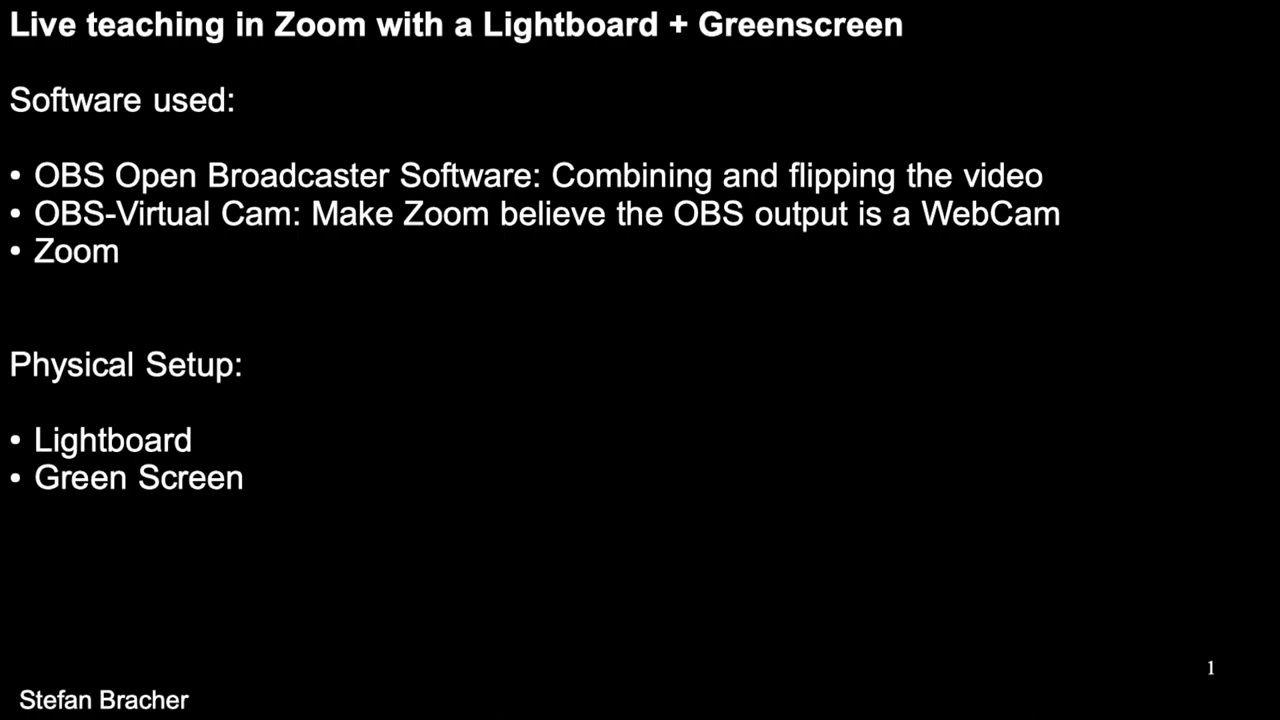 Live teaching in Zoom with a Lightboard + Greenscreen
Software used:
• OBS Open Broadcaster Software: Combining and flipping the video
• OBS-Virtual Cam: Make Zoom believe the OBS output is a WebCam
• Zoom
Physical Setup:
• Lightboard
• Green Screen
1
Stefan Bracher